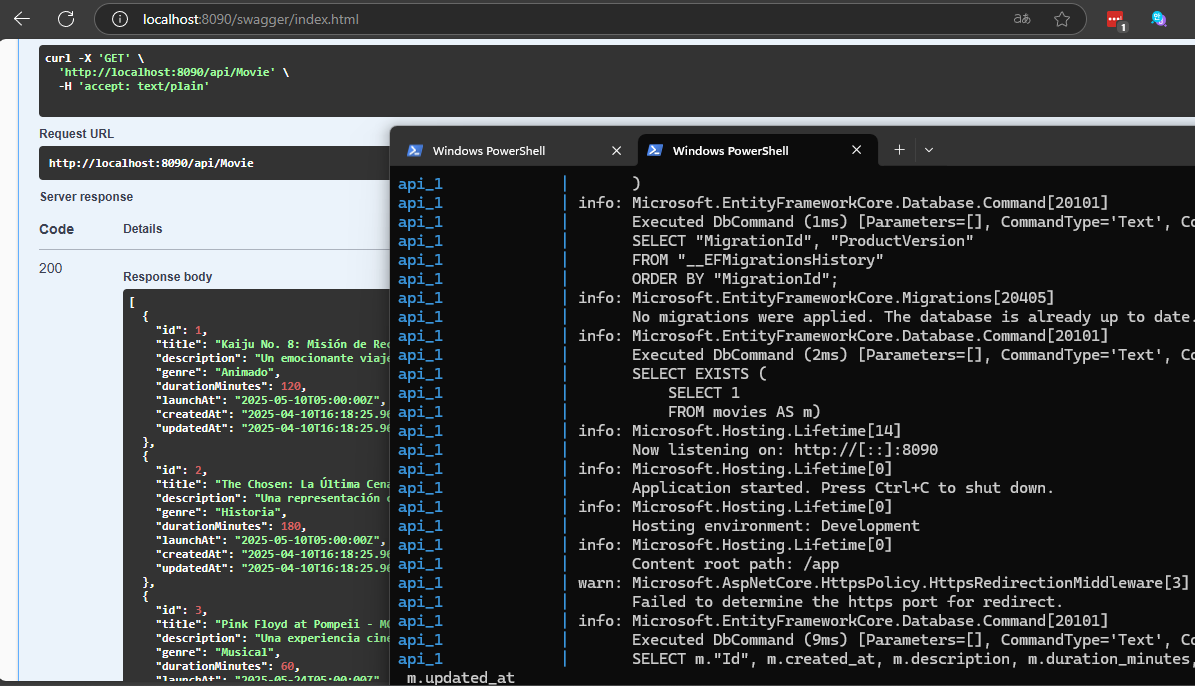 localhost:8090/swagger/index.html
1
curl -X 'GET' \
'http://localhost:8090/api/Movie' \
-H 'accept: text/plain'
Request URL
http://localhost:8090/api/Movie
Server response
Code Details
200
Response body
[
{
"id": 1,
"title": "Kaiju No. 8: Misión de
"description": "Un emocionante viaje
"genre": "Animado",
"durationMinutes": 120,
"launchAt": "2025-05-10T05:00:00Z",
"createdAt": "2025-04-10T16:18:25.96
"updatedAt": "2025-04-10T16:18:25.96
},
{
"id": 2,
"title": "The Chosen: La Última Cena
"description": "Una representación
"genre": "Historia",
"durationMinutes": 180,
"launchAt": "2025-05-10T05:00:00Z",
"createdAt": "2025-04-10T16:18:25.96
"updatedAt": "2025-04-10T16:18:25.96
},
{
"id": 3,
"title": "Pink Floyd at Pompeii -
"description": "Una experiencia
"genre": "Musical",
"durationMinutes": 60,
"launchAt": "2025-05-24T05:00:00Z",
Windows PowerShell
Windows PowerShell
api_1 | )
api_1 | info: Microsoft.EntityFrameworkCore.Database.Command[20101]
api_1 | Executed DbCommand (1ms) [Parameters=[], CommandType='Text',
api_1 | SELECT "MigrationId", "ProductVersion"
api_1 | FROM "__EFMigrationsHistory"
api_1 | ORDER BY "MigrationId";
api_1 | info: Microsoft.EntityFrameworkCore.Migrations[20405]
api_1 | No migrations were applied. The database is already up to date.
api_1 | info: Microsoft.EntityFrameworkCore.Database.Command[20101]
api_1 | Executed DbCommand (2ms) [Parameters=[], CommandType='Text',
api_1 | SELECT EXISTS (
api_1 | SELECT 1
api_1 | FROM movies AS m)
api_1 | info: Microsoft.Hosting.Lifetime[14]
api_1 | Now listening on: http://[::]:8090
api_1 | info: Microsoft.Hosting.Lifetime[0]
api_1 | Application started. Press Ctrl+C to shut down.
api_1 | info: Microsoft.Hosting.Lifetime[0]
api_1 | Hosting environment: Development
api_1 | info: Microsoft.Hosting.Lifetime[0]
api_1 | Content root path: /app
api_1 | warn: Microsoft.AspNetCore.HttpsPolicy.HttpsRedirectionMiddleware[3]
api_1 | Failed to determine the https port for redirect.
api_1 | info: Microsoft.EntityFrameworkCore.Database.Command[20101]
api_1 | Executed DbCommand (9ms) [Parameters=[], CommandType='Text',
api_1 | SELECT m."Id", m.created_at, m.description, m.duration_minutes,
m.updated_at